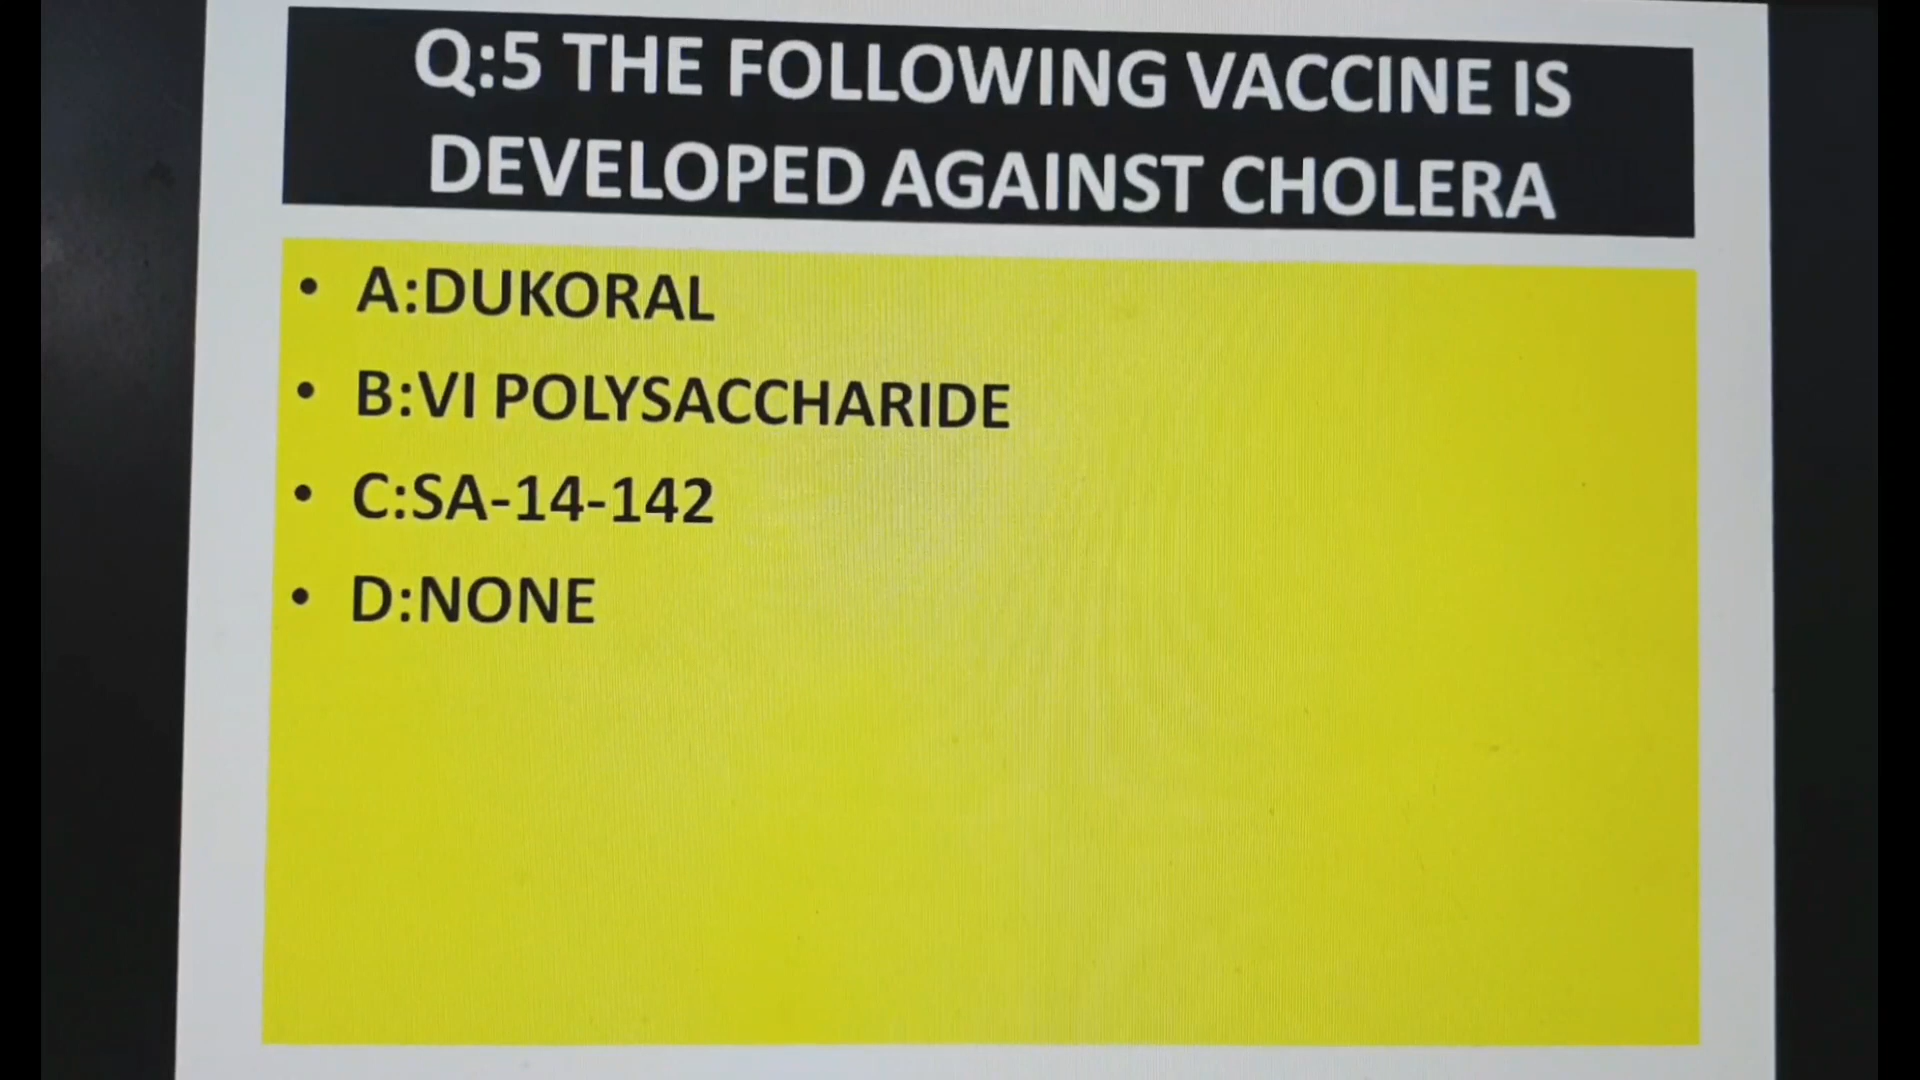 Q:5 THE FOLLOWING VACCINE IS
DEVELOPED AGAINST CHOLERA
• A:DUKORAL
• B:VI POLYSACCHARIDE
• C:SA-14-142
• D:NONE